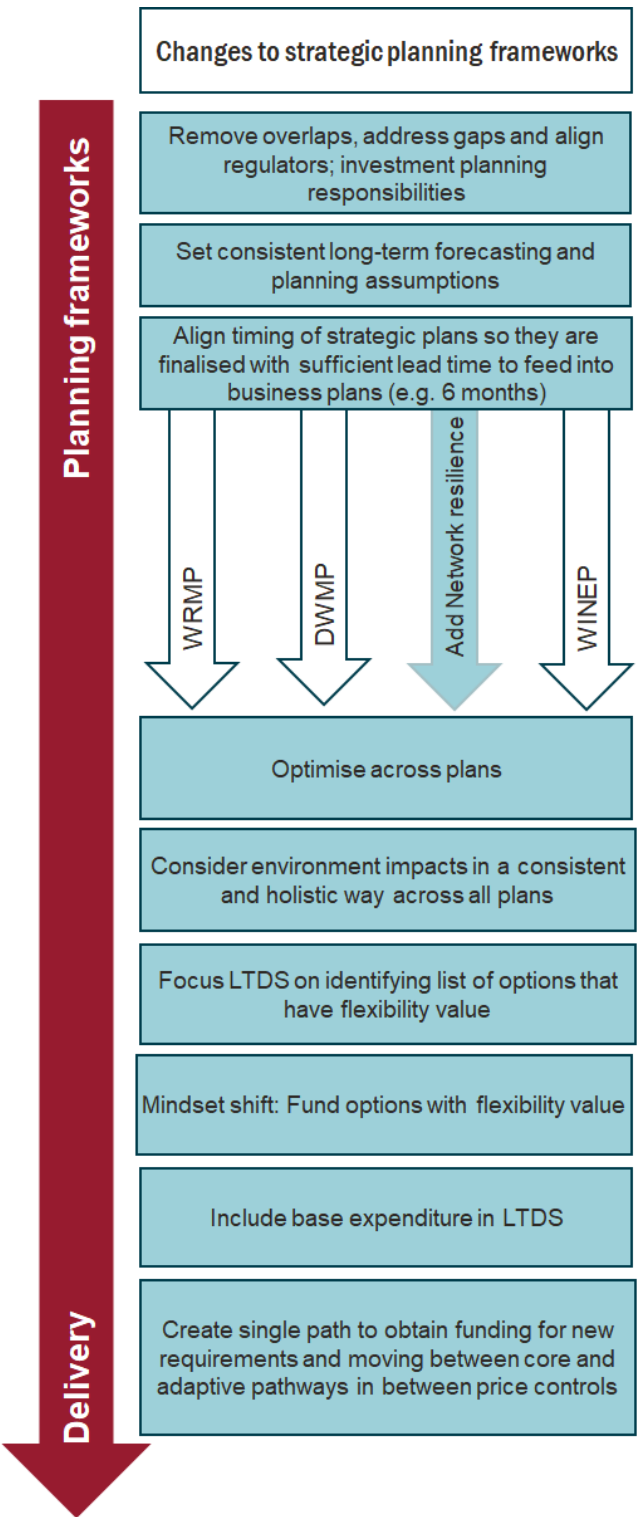 Changes to strategic planning frameworks
Planning frameworks
Remove overlaps, address gaps and align
regulators; investment planning
responsibilities
Set consistent long-term forecasting and
planning assumptions
Align timing of strategic plans so they are
finalised with sufficient lead time to feed into
business plans (e.g. 6 months)
WRMP
DWMP
Add Network resilience
WINEP
Optimise across plans
Consider environment impacts in a consistent
and holistic way across all plans
Focus LTDS on identifying list of options that
have flexibility value
Mindset shift: Fund options with flexibility value
Include base expenditure in LTDS
Delivery
Create single path to obtain funding for new
requirements and moving between core and
adaptive pathways in between price controls